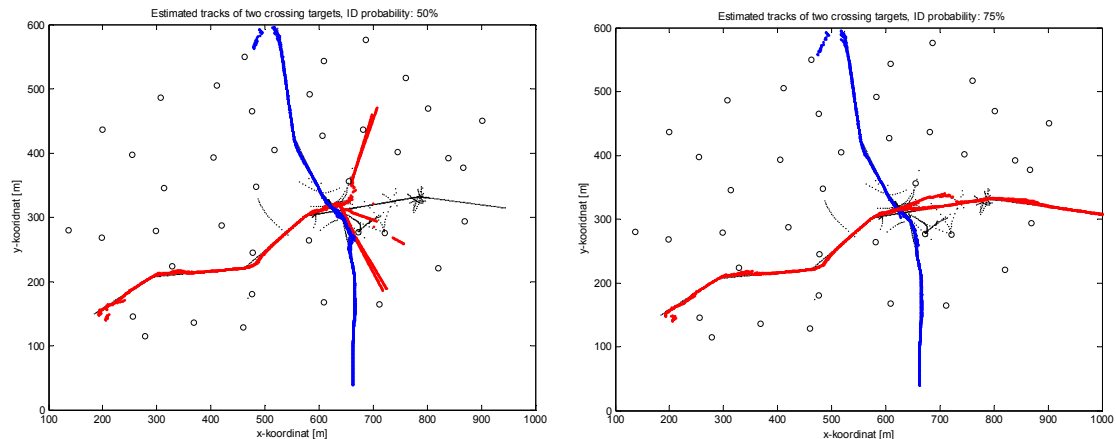 Estimated tracks of two crossing targets, ID probability: 50%
600
500
400
300
200
100
0
y-koordnat [m]
100 200 300 400 500 600 700 800 900 1000
x-koordinat [m]
Estimated tracks of two crossing targets, ID probability: 75%
600
500
400
300
200
100
0
y-koordinat [m]
100 200 300 400 500 600 700 800 900 1000
x-koordinat [m]